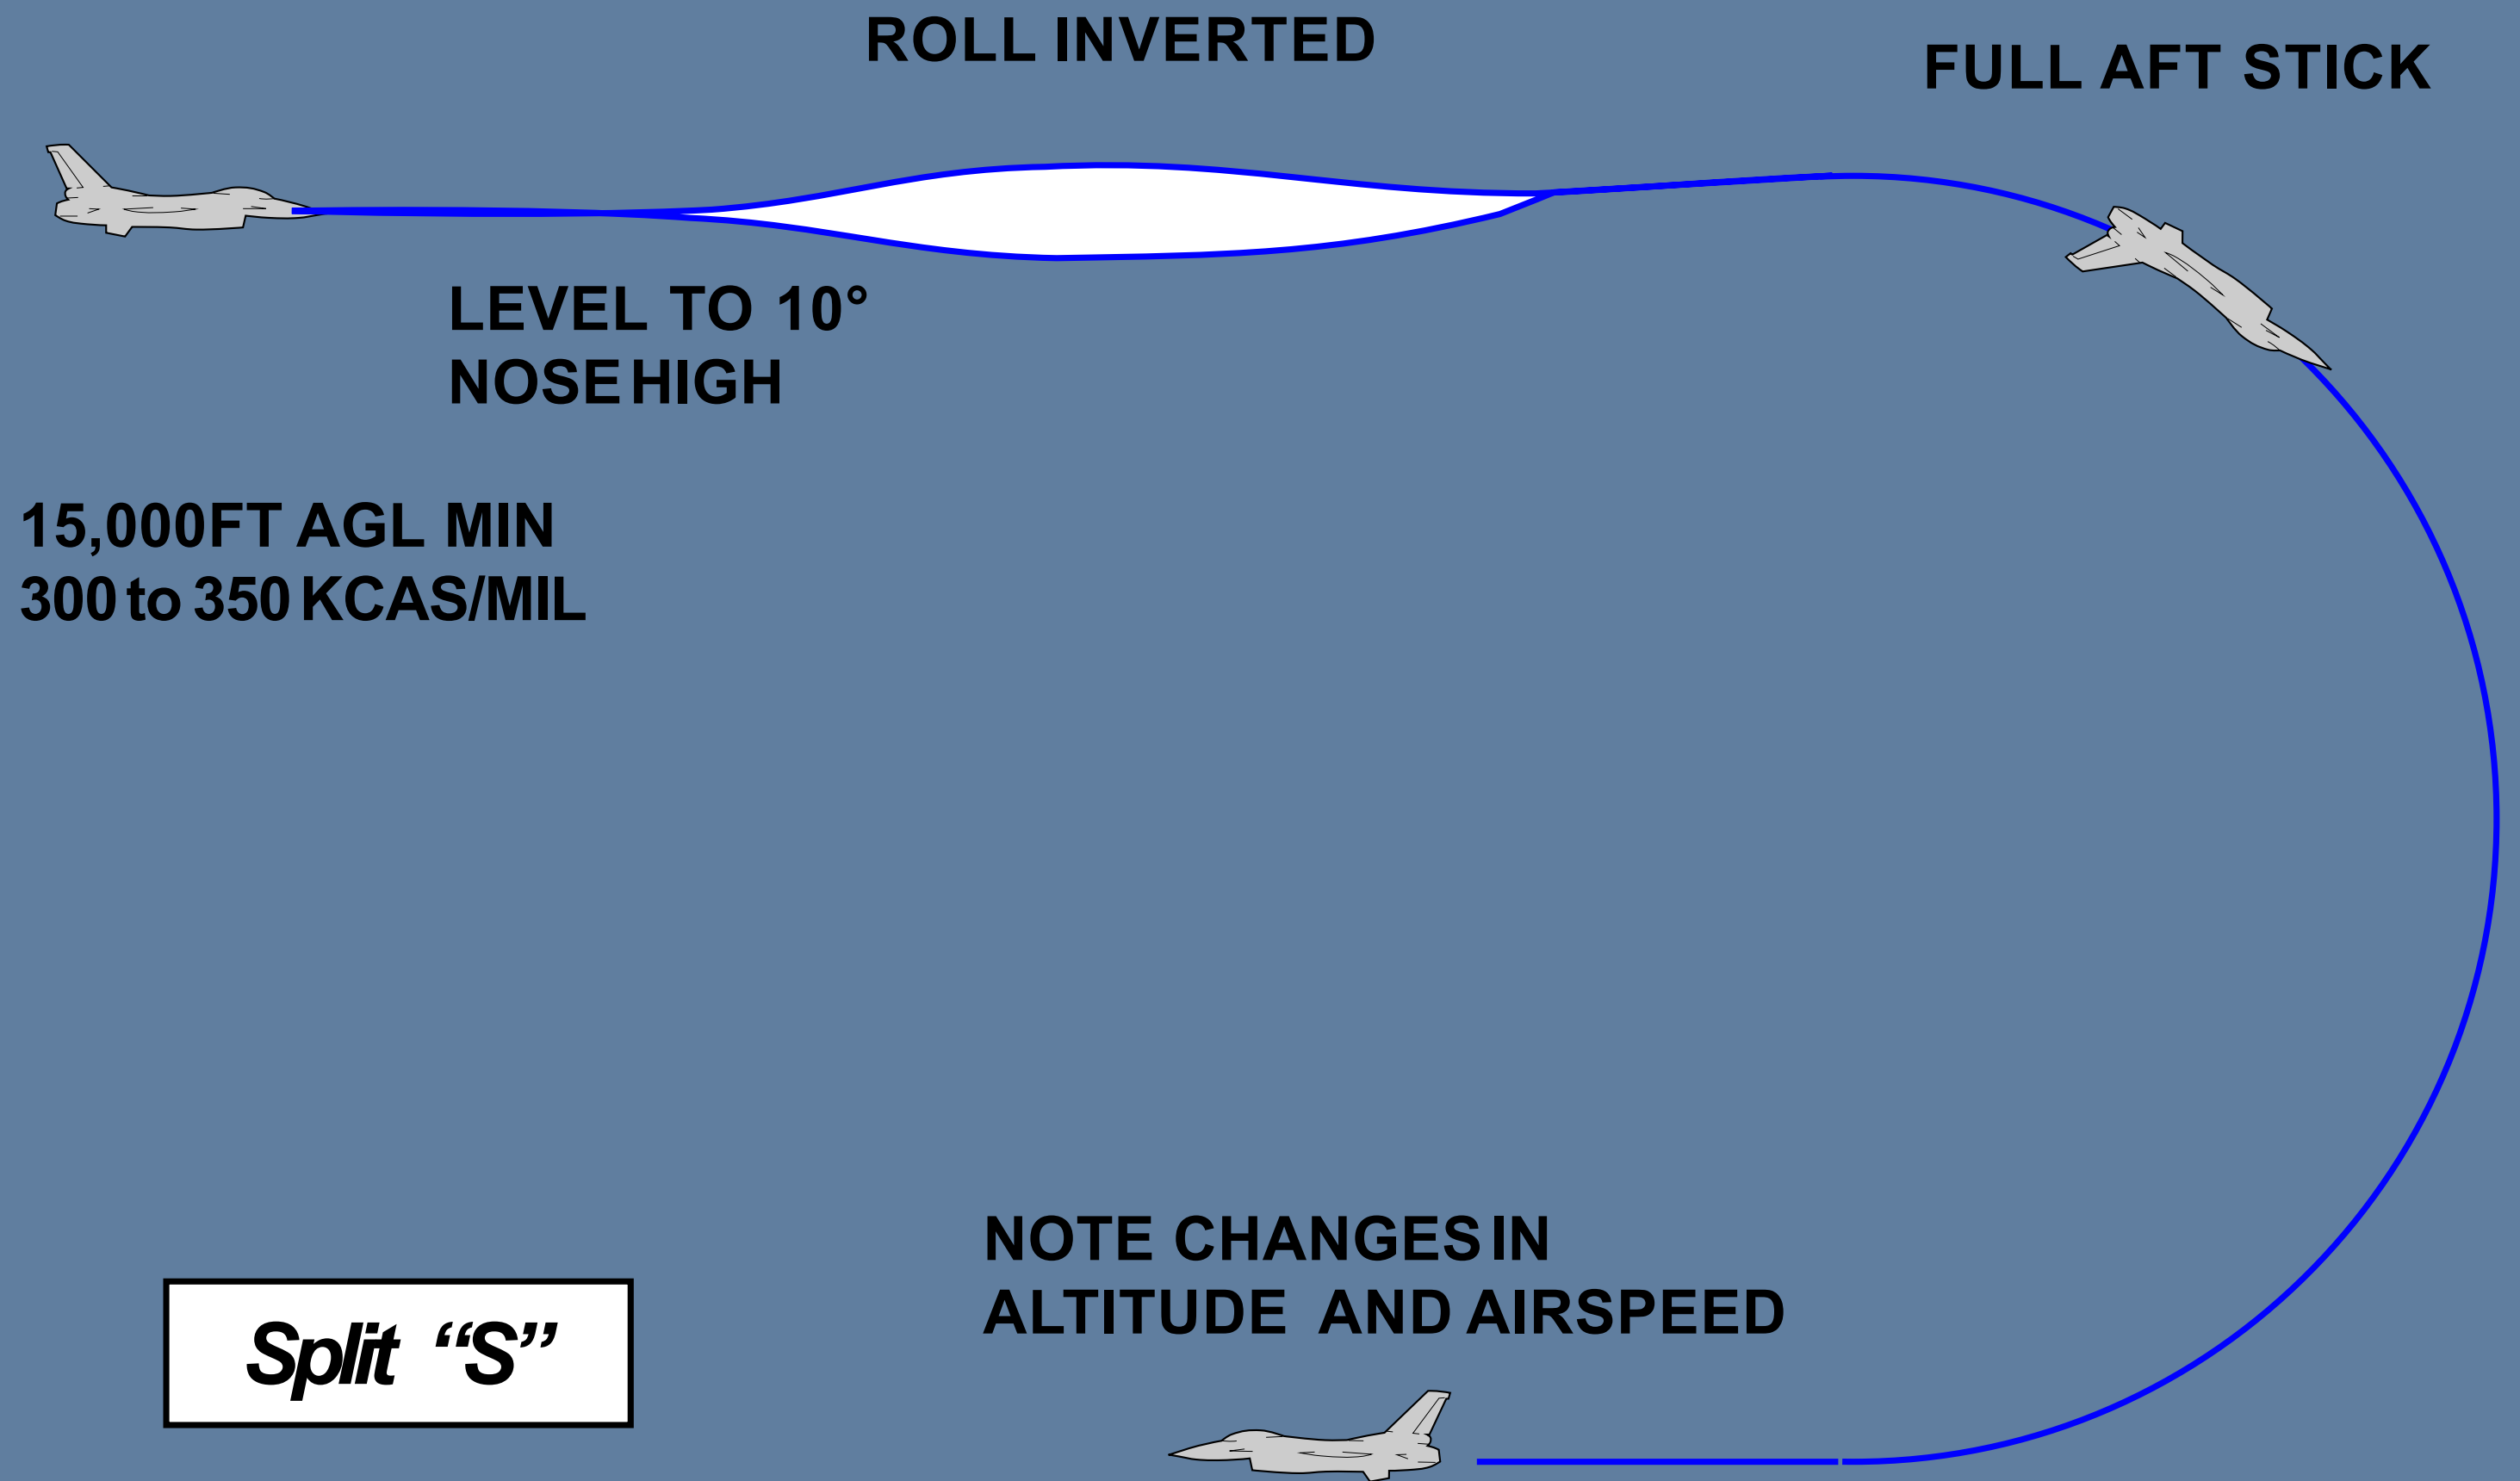 ROLL INVERTED
FULL AFT STICK
LEVEL TO 10°
NOSE HIGH
15,000FT AGL MIN
300 to 350 KCAS/MIL
NOTE CHANGES IN
ALTITUDE AND AIRSPEED
Split “S”